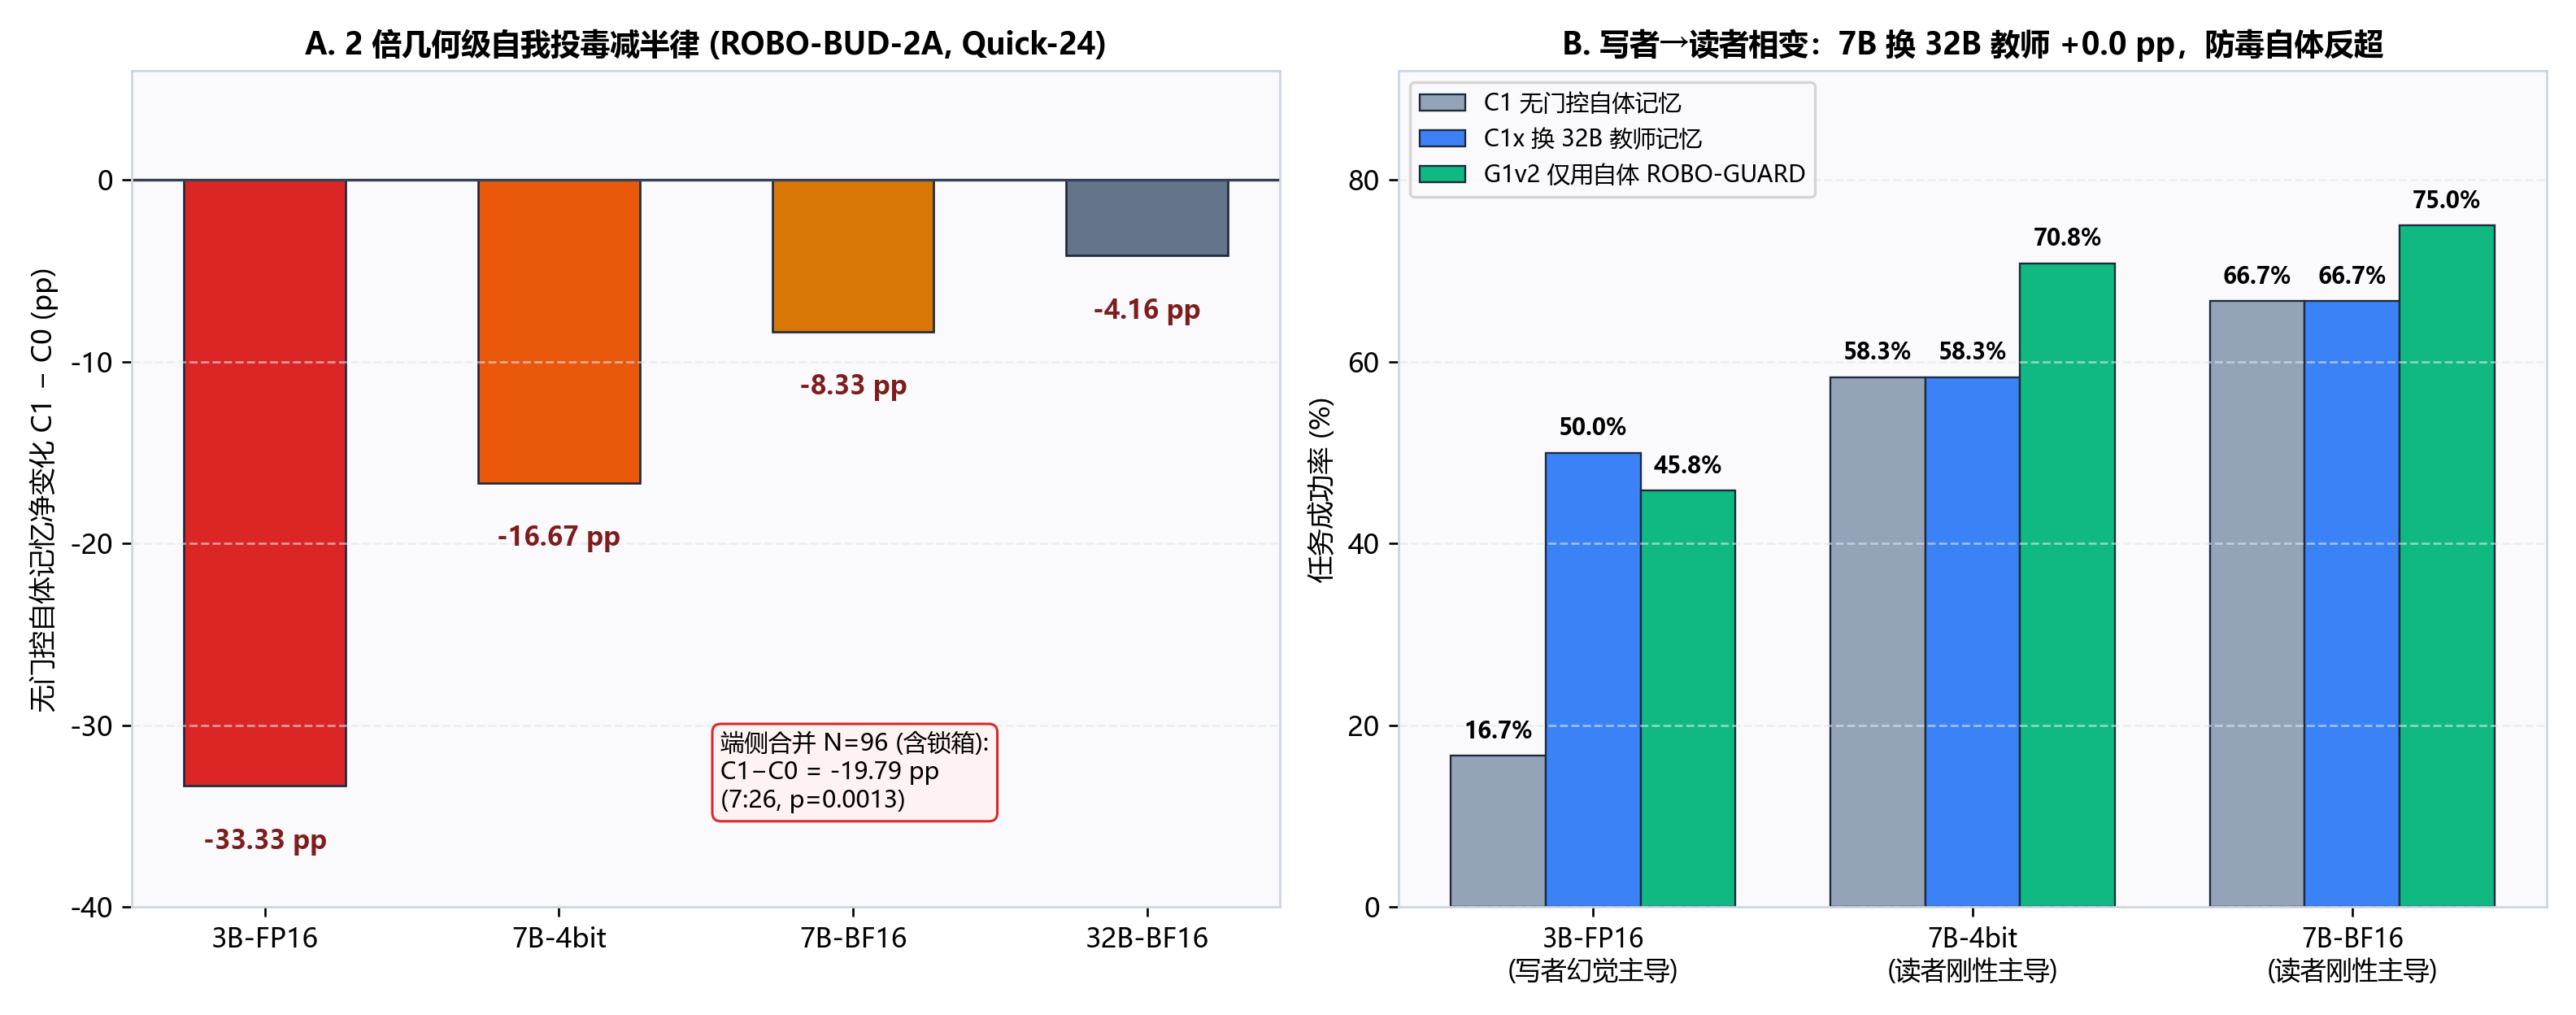 A. 2 倍几何级自我投毒减半律 (ROBO-BUD-2A, Quick-24)
无门控自体记忆净变化 C1 − C0 (pp)
0
-10
-20
-30
-40
-33.33 pp
-16.67 pp
-8.33 pp
-4.16 pp
端侧合并 N=96 (含锁箱):
C1−C0 = -19.79 pp
(7:26, p=0.0013)
3B-FP16
7B-4bit
7B-BF16
32B-BF16
B. 写者→读者相变：7B 换 32B 教师 +0.0 pp，防毒自体反超
C1 无门控自体记忆
C1x 换 32B 教师记忆
G1v2 仅用自体 ROBO-GUARD
任务成功率 (%)
80
60
40
20
0
16.7%
50.0%
45.8%
58.3%
58.3%
70.8%
66.7%
66.7%
75.0%
3B-FP16
(写者幻觉主导)
7B-4bit
(读者刚性主导)
7B-BF16
(读者刚性主导)